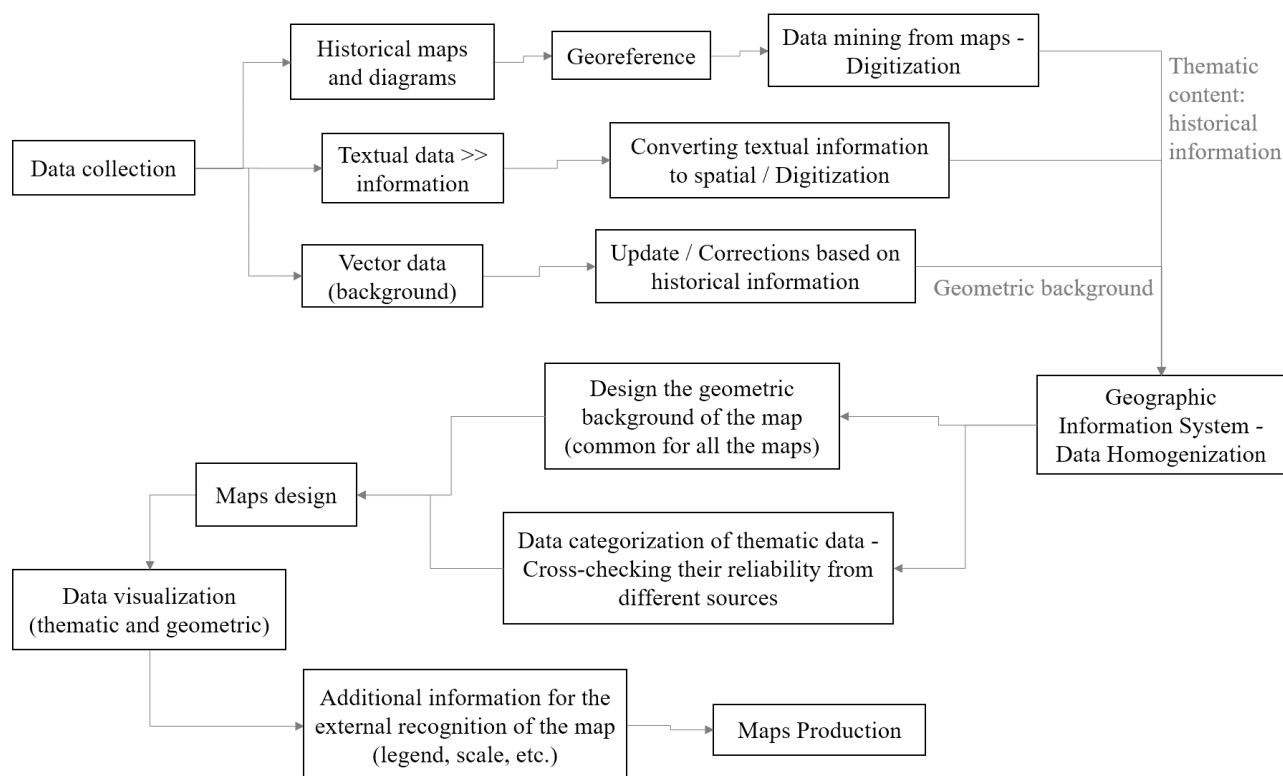 Historical maps
and diagrams
Georeference
Data mining from maps -
Digitization
Thematic
content:
historical
information
Data collection
Textual data >>
information
Converting textual information
to spatial / Digitization
Vector data
(background)
Update / Corrections based on
historical information
Geometric background
Design the geometric
background of the map
(common for all the maps)
Geographic
Information System -
Data Homogenization
Maps design
Data categorization of thematic data -
Cross-checking their reliability from
different sources
Data visualization
(thematic and geometric)
Additional information for the
external recognition of the map
(legend, scale, etc.)
Maps Production